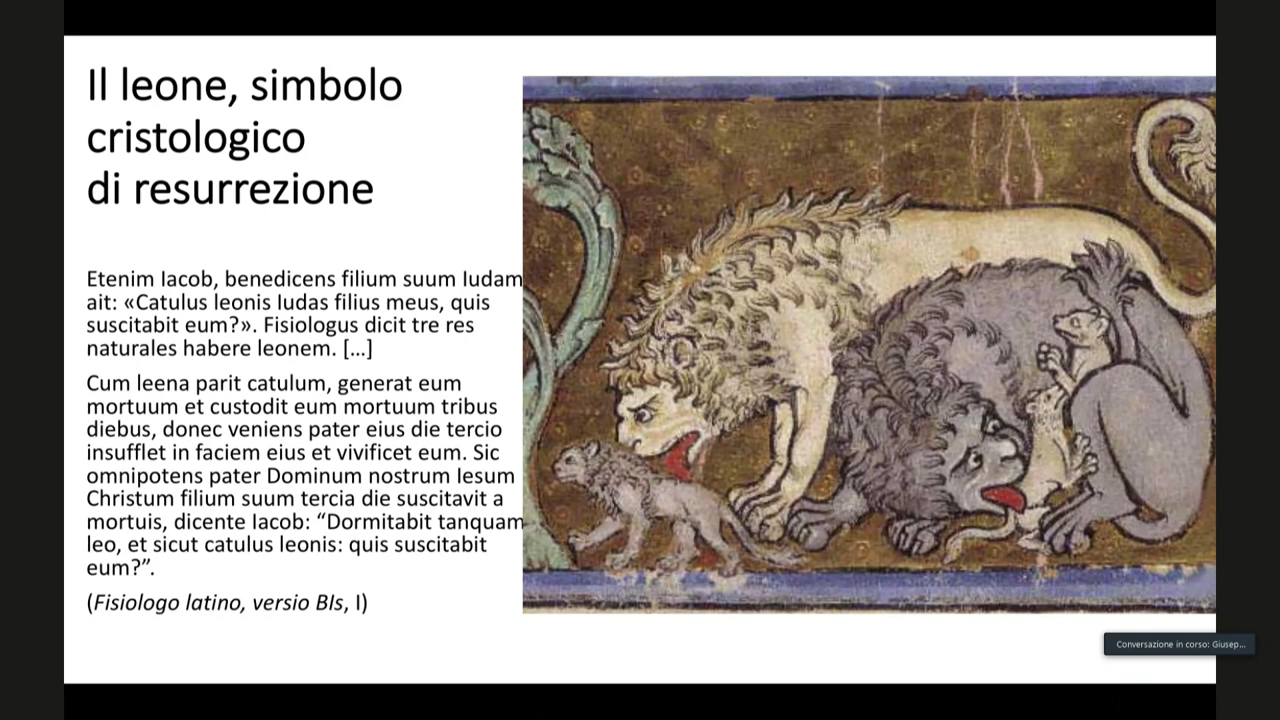 Il leone, simbolo
cristologico
di resurrezione
Etenim Iacob, benedicens filium suum Iudam
ait: «Catulus leonis Iudas filius meus, quis
suscitabit eum?». Fisiologus dicit tre res
naturales habere leonem. […]
Cum leena parit catulum, generat eum
mortuum et custodit eum mortuum tribus
diebus, donec veniens pater eius die tercio
insufflet in faciem eius et vivificet eum. Sic
omnipotens pater Dominum nostrum Iesum
Christum filium suum tercia die suscitavit a
mortuis, dicente Iacob: “Dormitabit tanquam
leo, et sicut catulus leonis: quis suscitabit
eum?”.
(Fisiologo latino, versio BIs, I)
Conversazione in corso: Giusep...